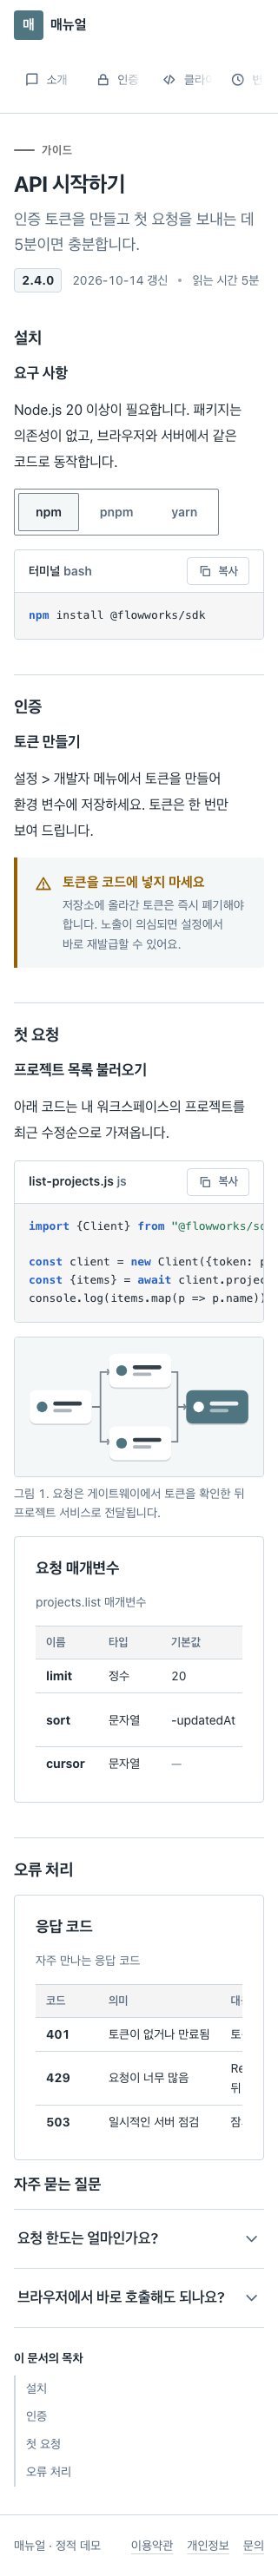 매 매뉴얼
소개 인증
가이드
API 시작하기
인증 토큰을 만들고 첫 요청을 보내는 데
5분이면 충분합니다.
2.4.0 2026-10-14 갱신 • 읽는 시간 5분
설치
요구 사항
Node.js 20 이상이 필요합니다. 패키지는
의존성이 없고, 브라우저와 서버에서 같은
코드로 동작합니다.
npm pnpm yarn
터미널 bash 복사
npm install @flowworks/sdk
인증
토큰 만들기
설정 > 개발자 메뉴에서 토큰을 만들어
환경 변수에 저장하세요. 토큰은 한 번만
보여 드립니다.
토큰을 코드에 넣지 마세요
저장소에 올라간 토큰은 즉시 폐기해야
합니다. 노출이 의심되면 설정에서
바로 재발급할 수 있어요.
첫 요청
프로젝트 목록 불러오기
아래 코드는 내 워크스페이스의 프로젝트를
최근 수정순으로 가져옵니다.
list-projects.js js 복사
import {Client} from "@flowworks/
const client = new Client({token:
const {items} = await
console.log(items.map(p => p.name))
그림 1. 요청은 게이트웨이에서 토큰을 확인한 뒤
프로젝트 서비스로 전달됩니다.
요청 매개변수
projects.list 매개변수
이름 타입 기본값
limit 정수 20
sort 문자열 -updatedAt
cursor 문자열 —
오류 처리
응답 코드
자주 만나는 응답 코드
코드 의미
401 토큰이 없거나 만료됨
429 요청이 너무 많음 뒤
503 일시적인 서버 점검
자주 묻는 질문
요청 한도는 얼마인가요?
브라우저에서 바로 호출해도 되나요?
이 문서의 목차
설치
인증
첫 요청
오류 처리
매뉴얼 · 정적 데모 이용약관 개인정보 문의